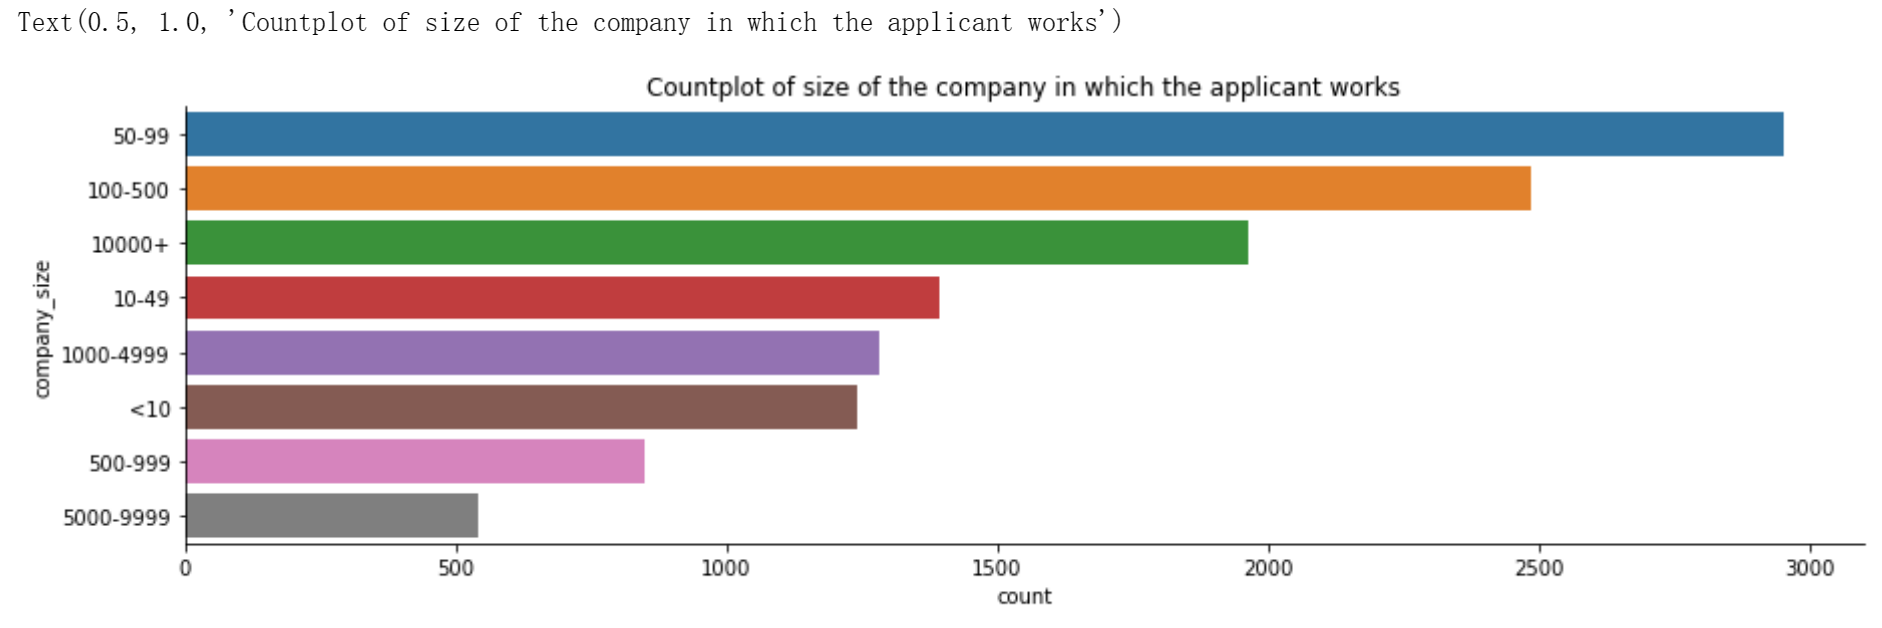 Text(0.5, 1.0, 'Countplot of size of the company in which the applicant works')
Countplot of size of the company in which the applicant works
company_size
50-99
100-500
10000+
10-49
1000-4999
<10
500-999
5000-9999
0 500 1000 1500 2000 2500 3000
count